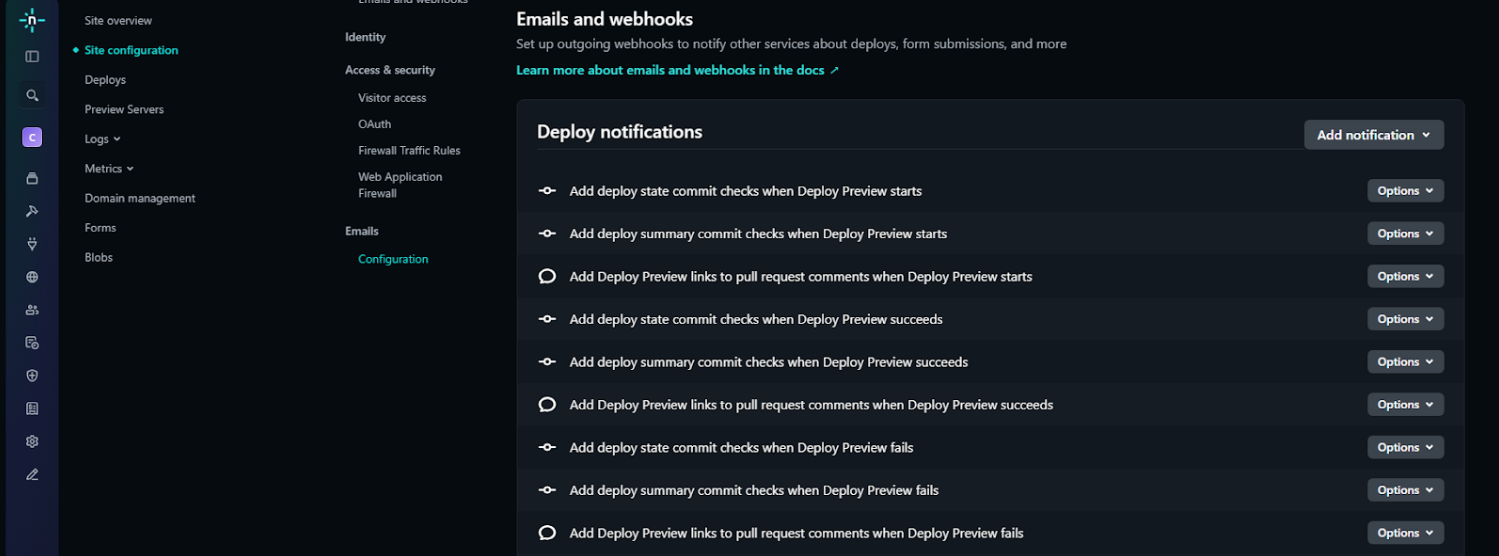 Site overview
Site configuration
Deploys
Preview Servers
Logs
Metrics
Domain management
Forms
Blobs
C
n
Emails and webhooks
Identity
Access & security
Visitor access
OAuth
Firewall Traffic Rules
Web Application
Firewall
Emails
Configuration
Emails and webhooks
Set up outgoing webhooks to notify other services about deploys, form submissions, and more
Learn more about emails and webhooks in the docs ↗
Deploy notifications
Add notification
Add deploy state commit checks when Deploy Preview starts
Options
Add deploy summary commit checks when Deploy Preview starts
Options
Add Deploy Preview links to pull request comments when Deploy Preview starts
Options
Add deploy state commit checks when Deploy Preview succeeds
Options
Add deploy summary commit checks when Deploy Preview succeeds
Options
Add Deploy Preview links to pull request comments when Deploy Preview succeeds
Options
Add deploy state commit checks when Deploy Preview fails
Options
Add deploy summary commit checks when Deploy Preview fails
Options
Add Deploy Preview links to pull request comments when Deploy Preview fails
Options